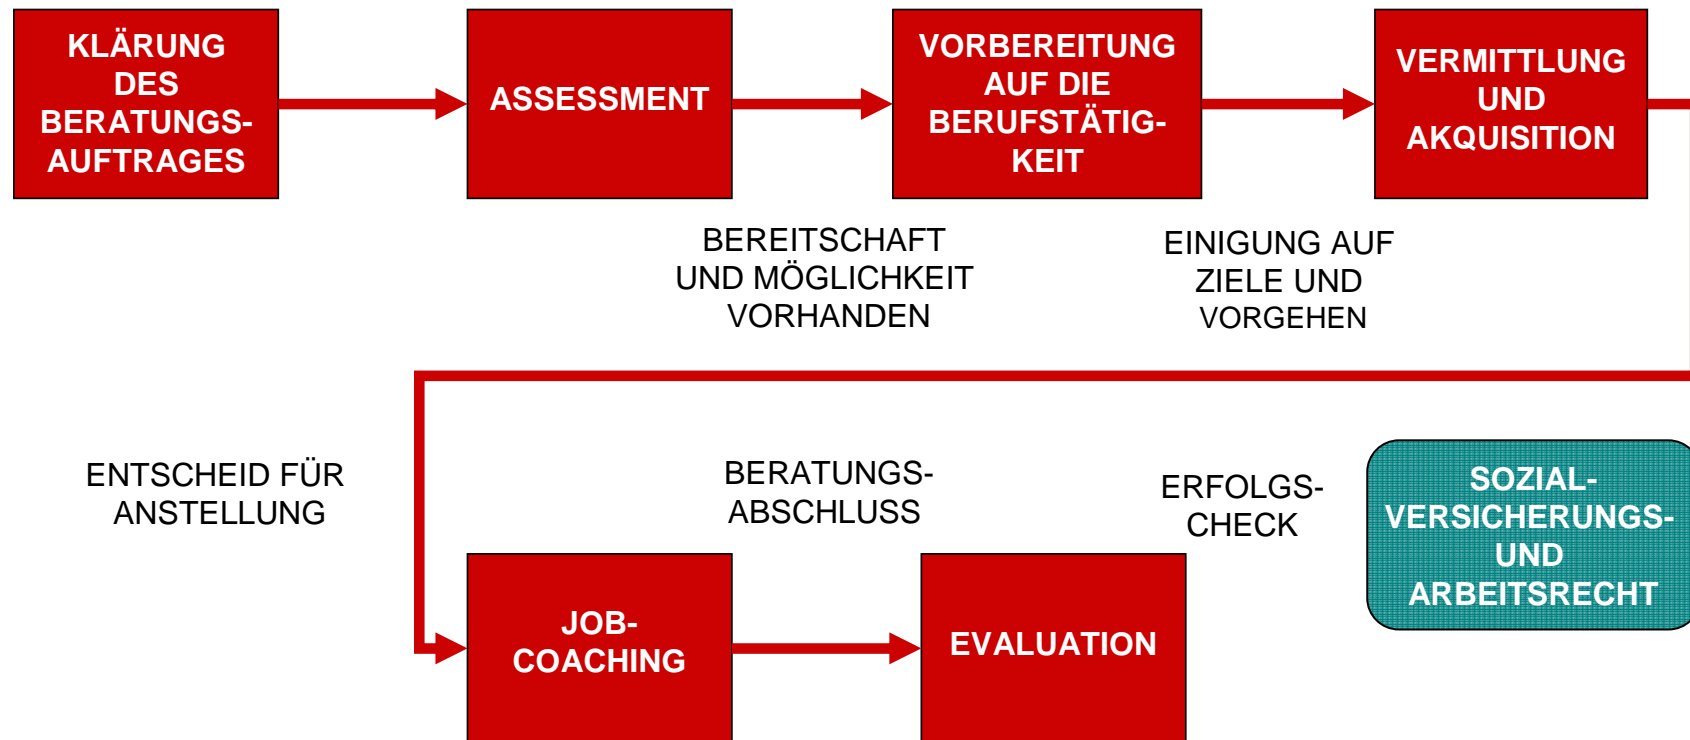 KLÄRUNG
DES
BERATUNGS-
AUFTRAGES
ASSESSMENT
VORBEREITUNG
AUF DIE
BERUFSTÄTIG-
KEIT
VERMITTLUNG
UND
AKQUISITION
BEREITSCHAFT
UND MÖGLICHKEIT
VORHANDEN
EINIGUNG AUF
ZIELE UND
VORGEHEN
ENTSCHEID FÜR
ANSTELLUNG
BERATUNGS-
ABSCHLUSS
ERFOLGS-
CHECK
SOZIAL-
VERSICHERUNGS-
UND
ARBEITSRECHT
JOB-
COACHING
EVALUATION